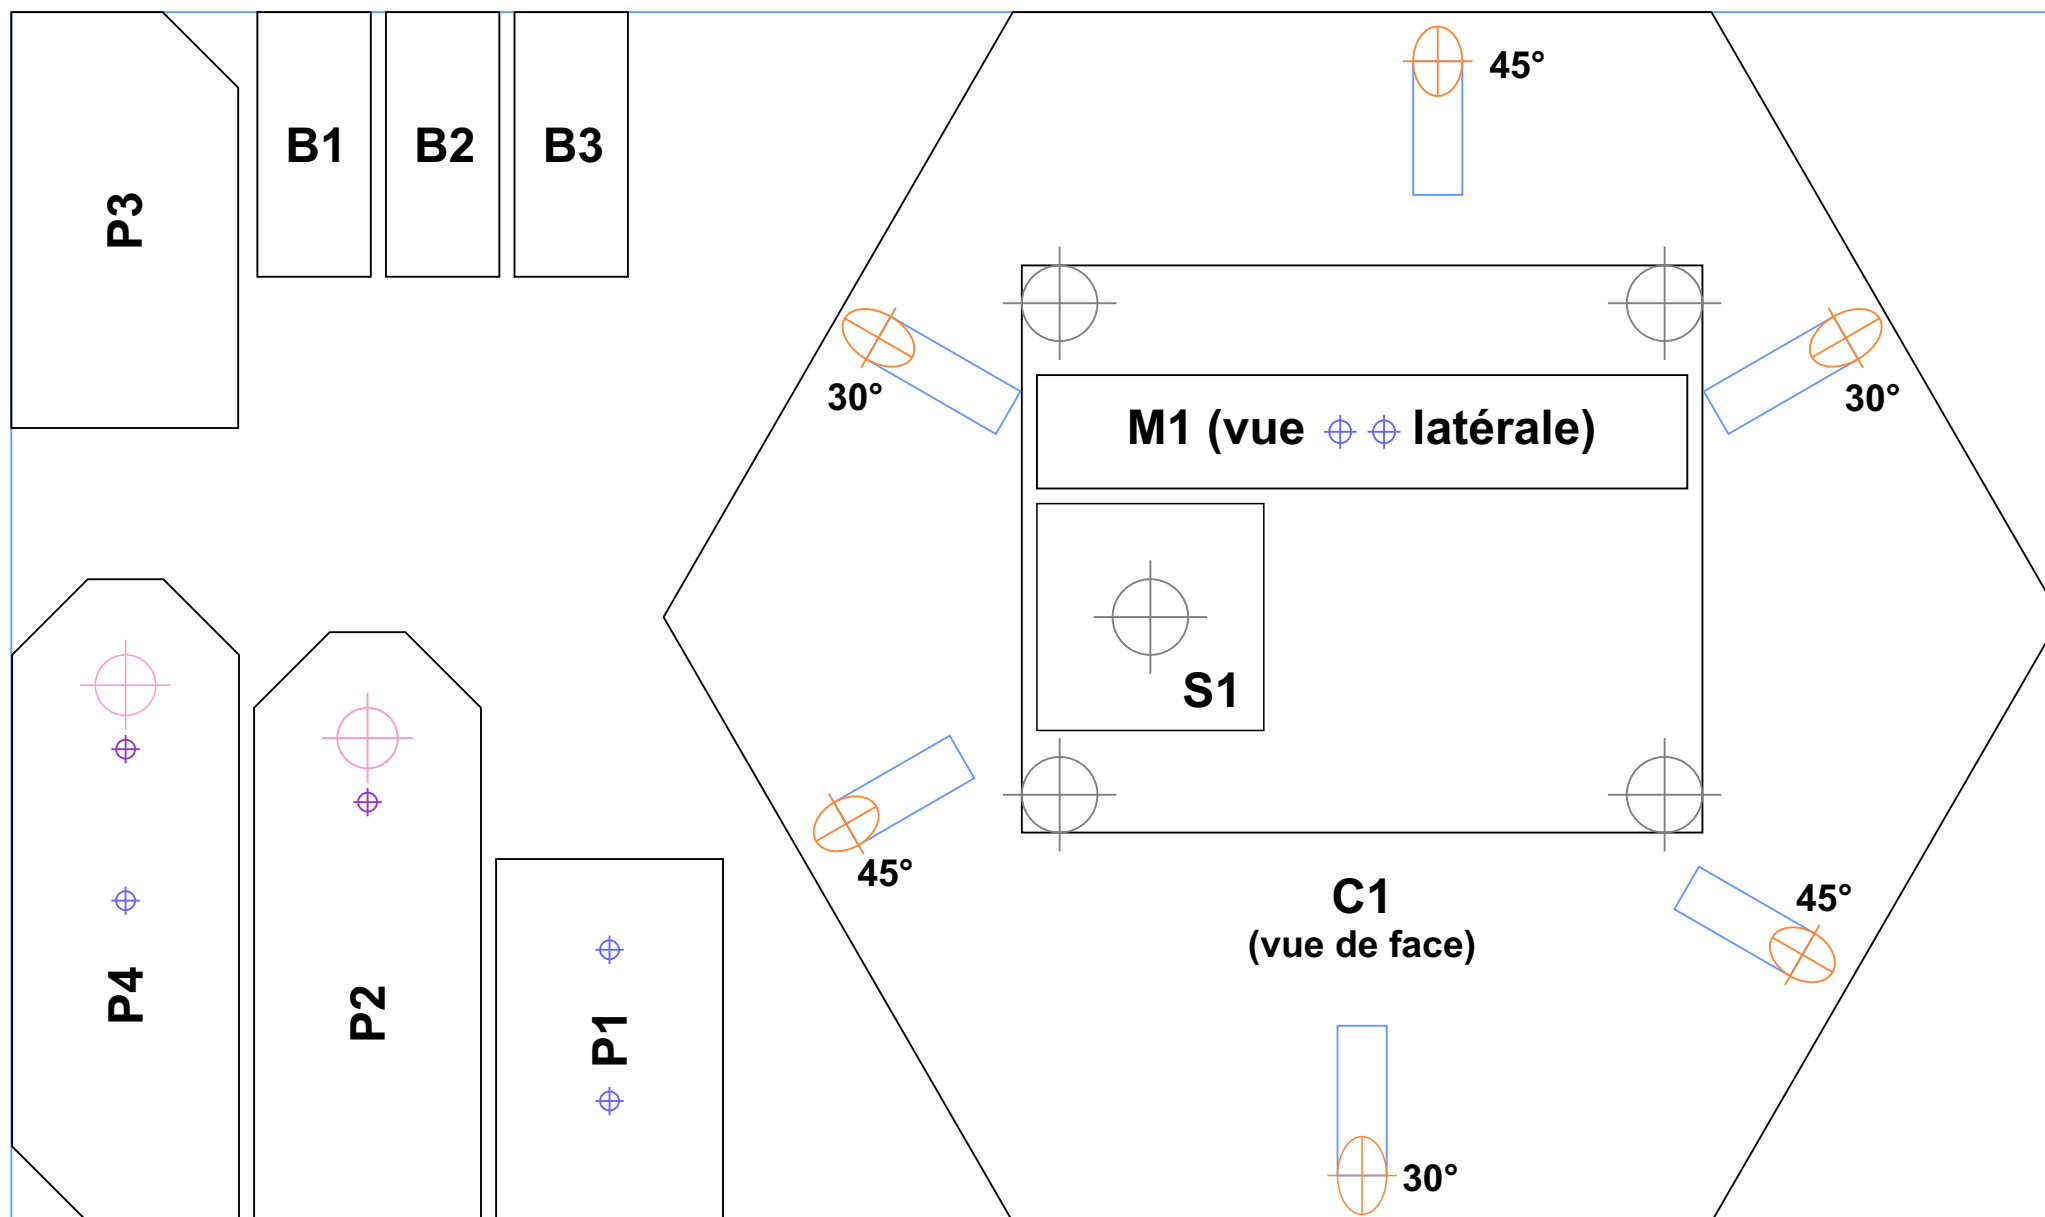 45°
B1
B2
B3
P3
30°
30°
M1 (vue latérale)
S1
45°
C1
(vue de face)
45°
P4
P2
P1
30°